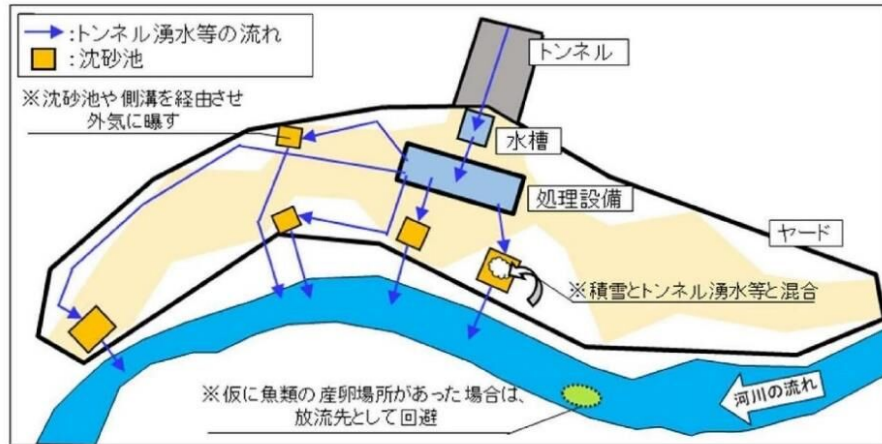 :トンネル湧水等の流れ
:沈砂池
※沈砂池や側溝を経由させ
外気に曝す
トンネル
水槽
処理設備
ヤード
※積雪とトンネル湧水等と混合
※仮に魚類の産卵場所があった場合は、
放流先として回避
河川の流れ